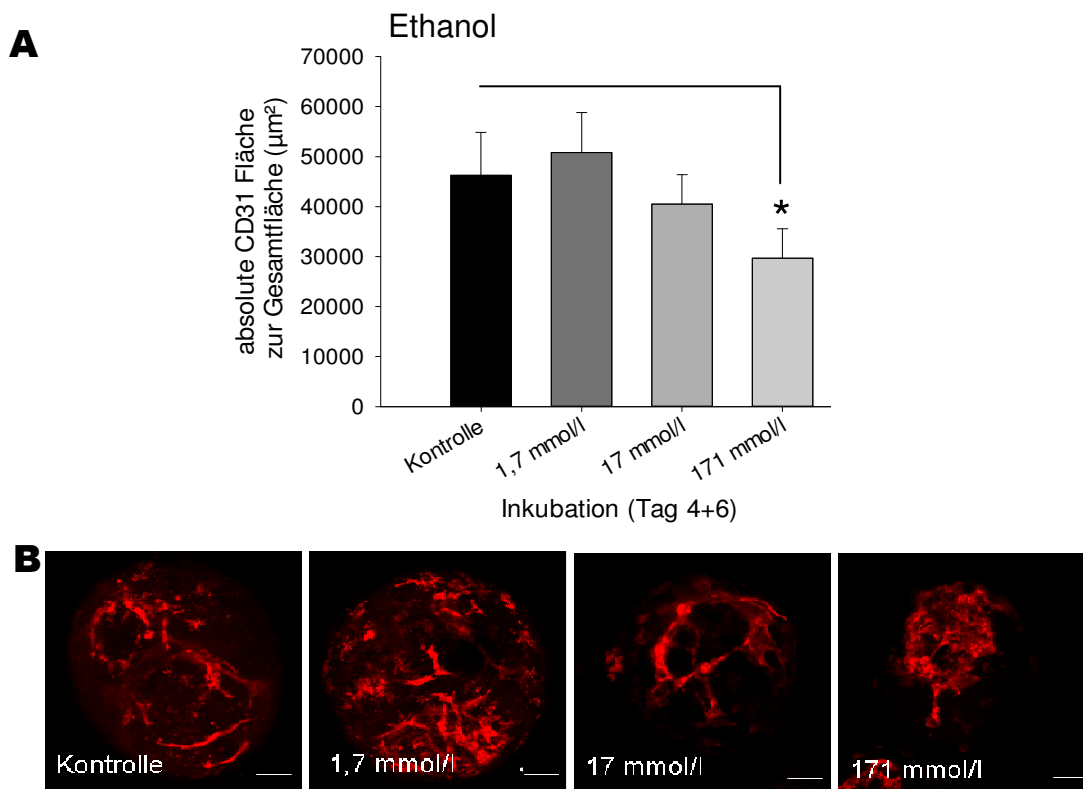 A
Ethanol
absolute CD31 Fläche
zur Gesamtfläche (µm²)
70000
60000
50000
40000
30000
20000
10000
0
*
Kontrolle
1,7 mmol/l
17 mmol/l
171 mmol/l
Inkubation (Tag 4+6)
B
Kontrolle
1,7 mmol/l
17 mmol/l
171 mmol/l